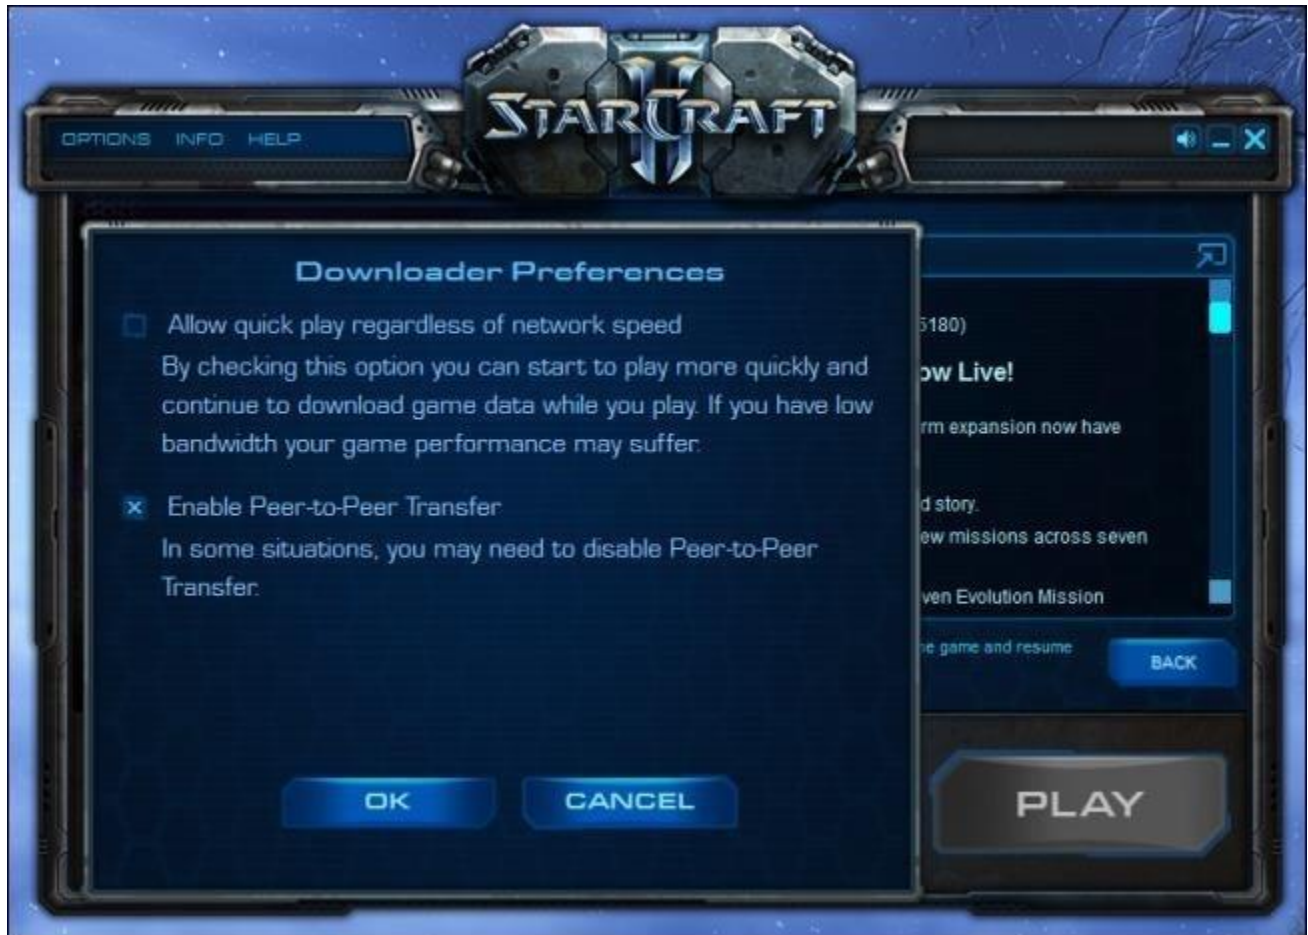 STARCRAFT
II
OPTIONS INFO HELP
Downloader Preferences
Allow quick play regardless of network speed
By checking this option you can start to play more quickly and
continue to download game data while you play. If you have low
bandwidth your game performance may suffer.
Enable Peer-to-Peer Transfer
In some situations, you may need to disable Peer-to-Peer
Transfer.
OK CANCEL
5180)
ow Live!
rm expansion now have
d story.
ew missions across seven
ven Evolution Mission
e game and resume
BACK
PLAY